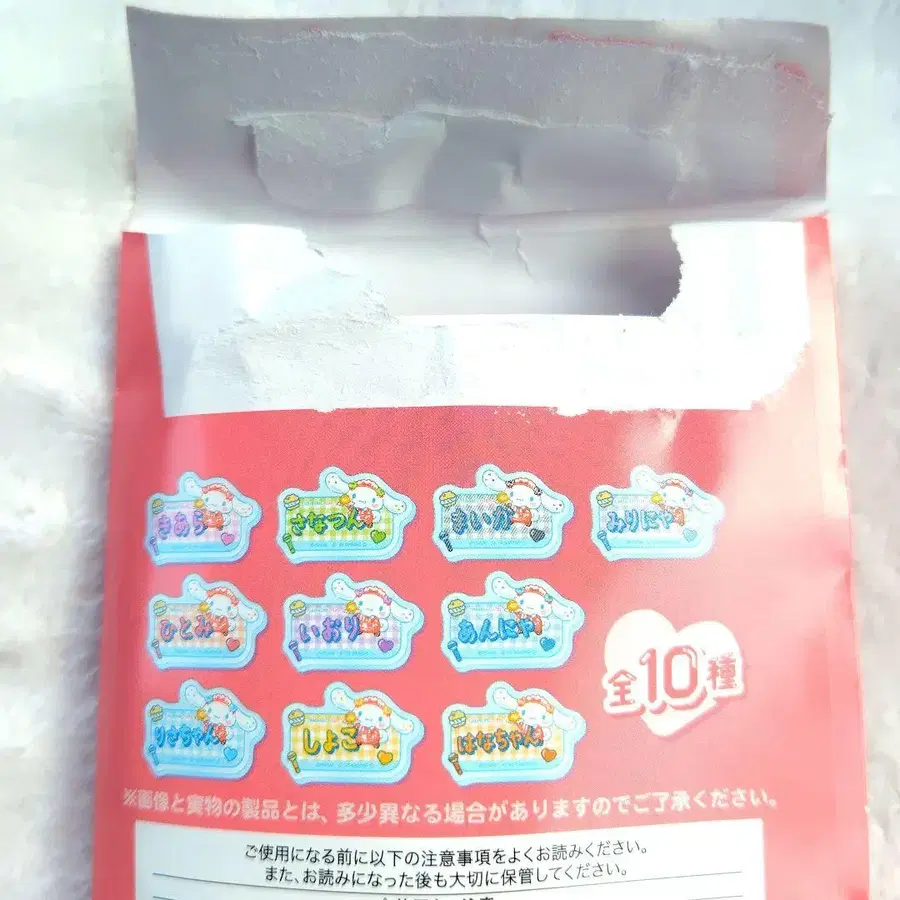 きあら
さなつん
まいか
みりにゃ
ひとみ
いおり
あんにゃ
全10種
りさちゃん
しょこ
はなちゃん。
※画像と実物の製品とは、多少異なる場合がありますのでご了承ください。
ご使用になる前に以下の注意事項をよくお読みください。
また、お読みになった後も大切に保管してください。